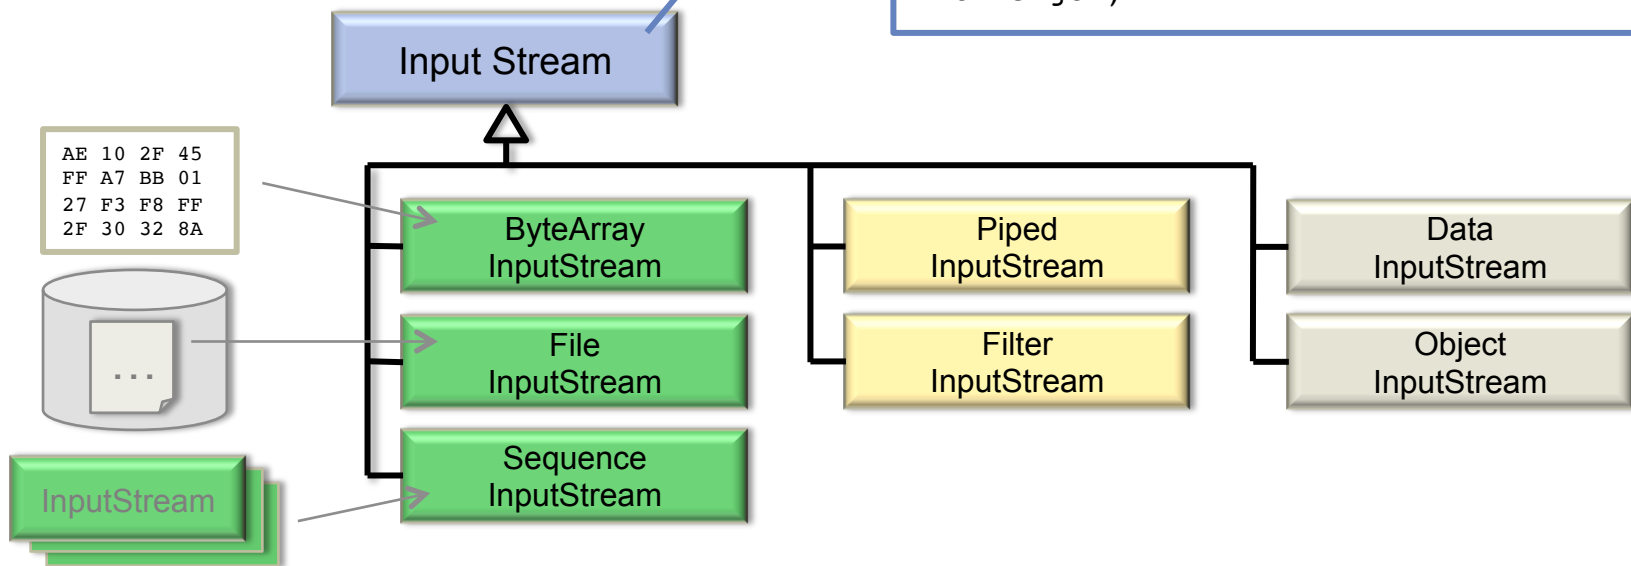 Input Stream
AE 10 2F 45
FF A7 BB 01
27 F3 F8 FF
2F 30 32 8A
ByteArray
InputStream
Piped
InputStream
Data
InputStream
...
File
InputStream
Filter
InputStream
Object
InputStream
InputStream
Sequence
InputStream